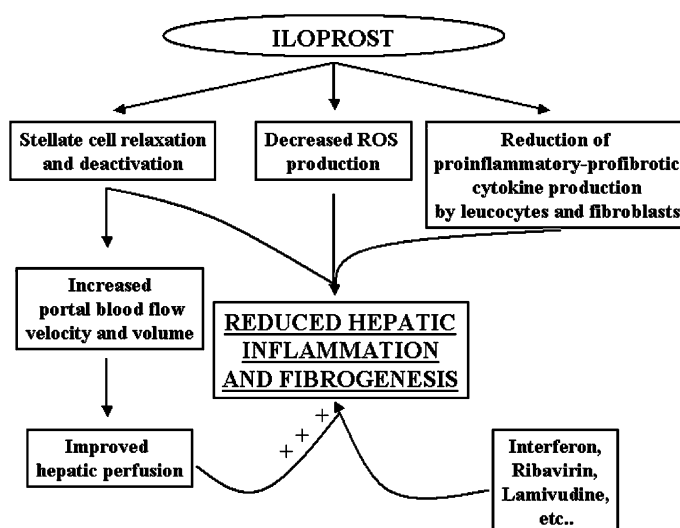 ILOPROST
Stellate cell relaxation
and deactivation
Decreased ROS
production
Reduction of
proinflammatory-profibrotic
cytokine production
by leucocytes and fibroblasts
Increased
portal blood flow
velocity and volume
REDUCED HEPATIC
INFLAMMATION
AND FIBROGENESIS
Improved
hepatic perfusion
+ + +
Interferon,
Ribavirin,
Lamivudine,
etc..